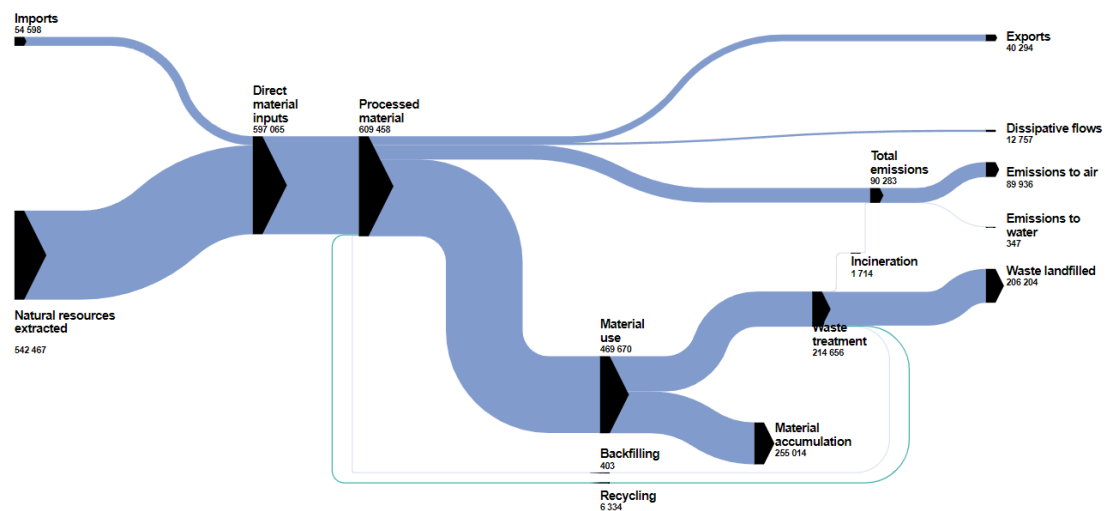 Imports
54 598
Exports
40 294
Direct
material
inputs
597 065
Processed
material
609 458
Dissipative flows
12 757
Total
emissions
90 283
Emissions to air
89 936
Emissions to
water
347
Incineration
1 714
Waste landfilled
206 204
Natural resources
extracted
542 467
Material
use
469 670
Waste
treatment
214 656
Material
accumulation
255 014
Backfilling
403
Recycling
6 334